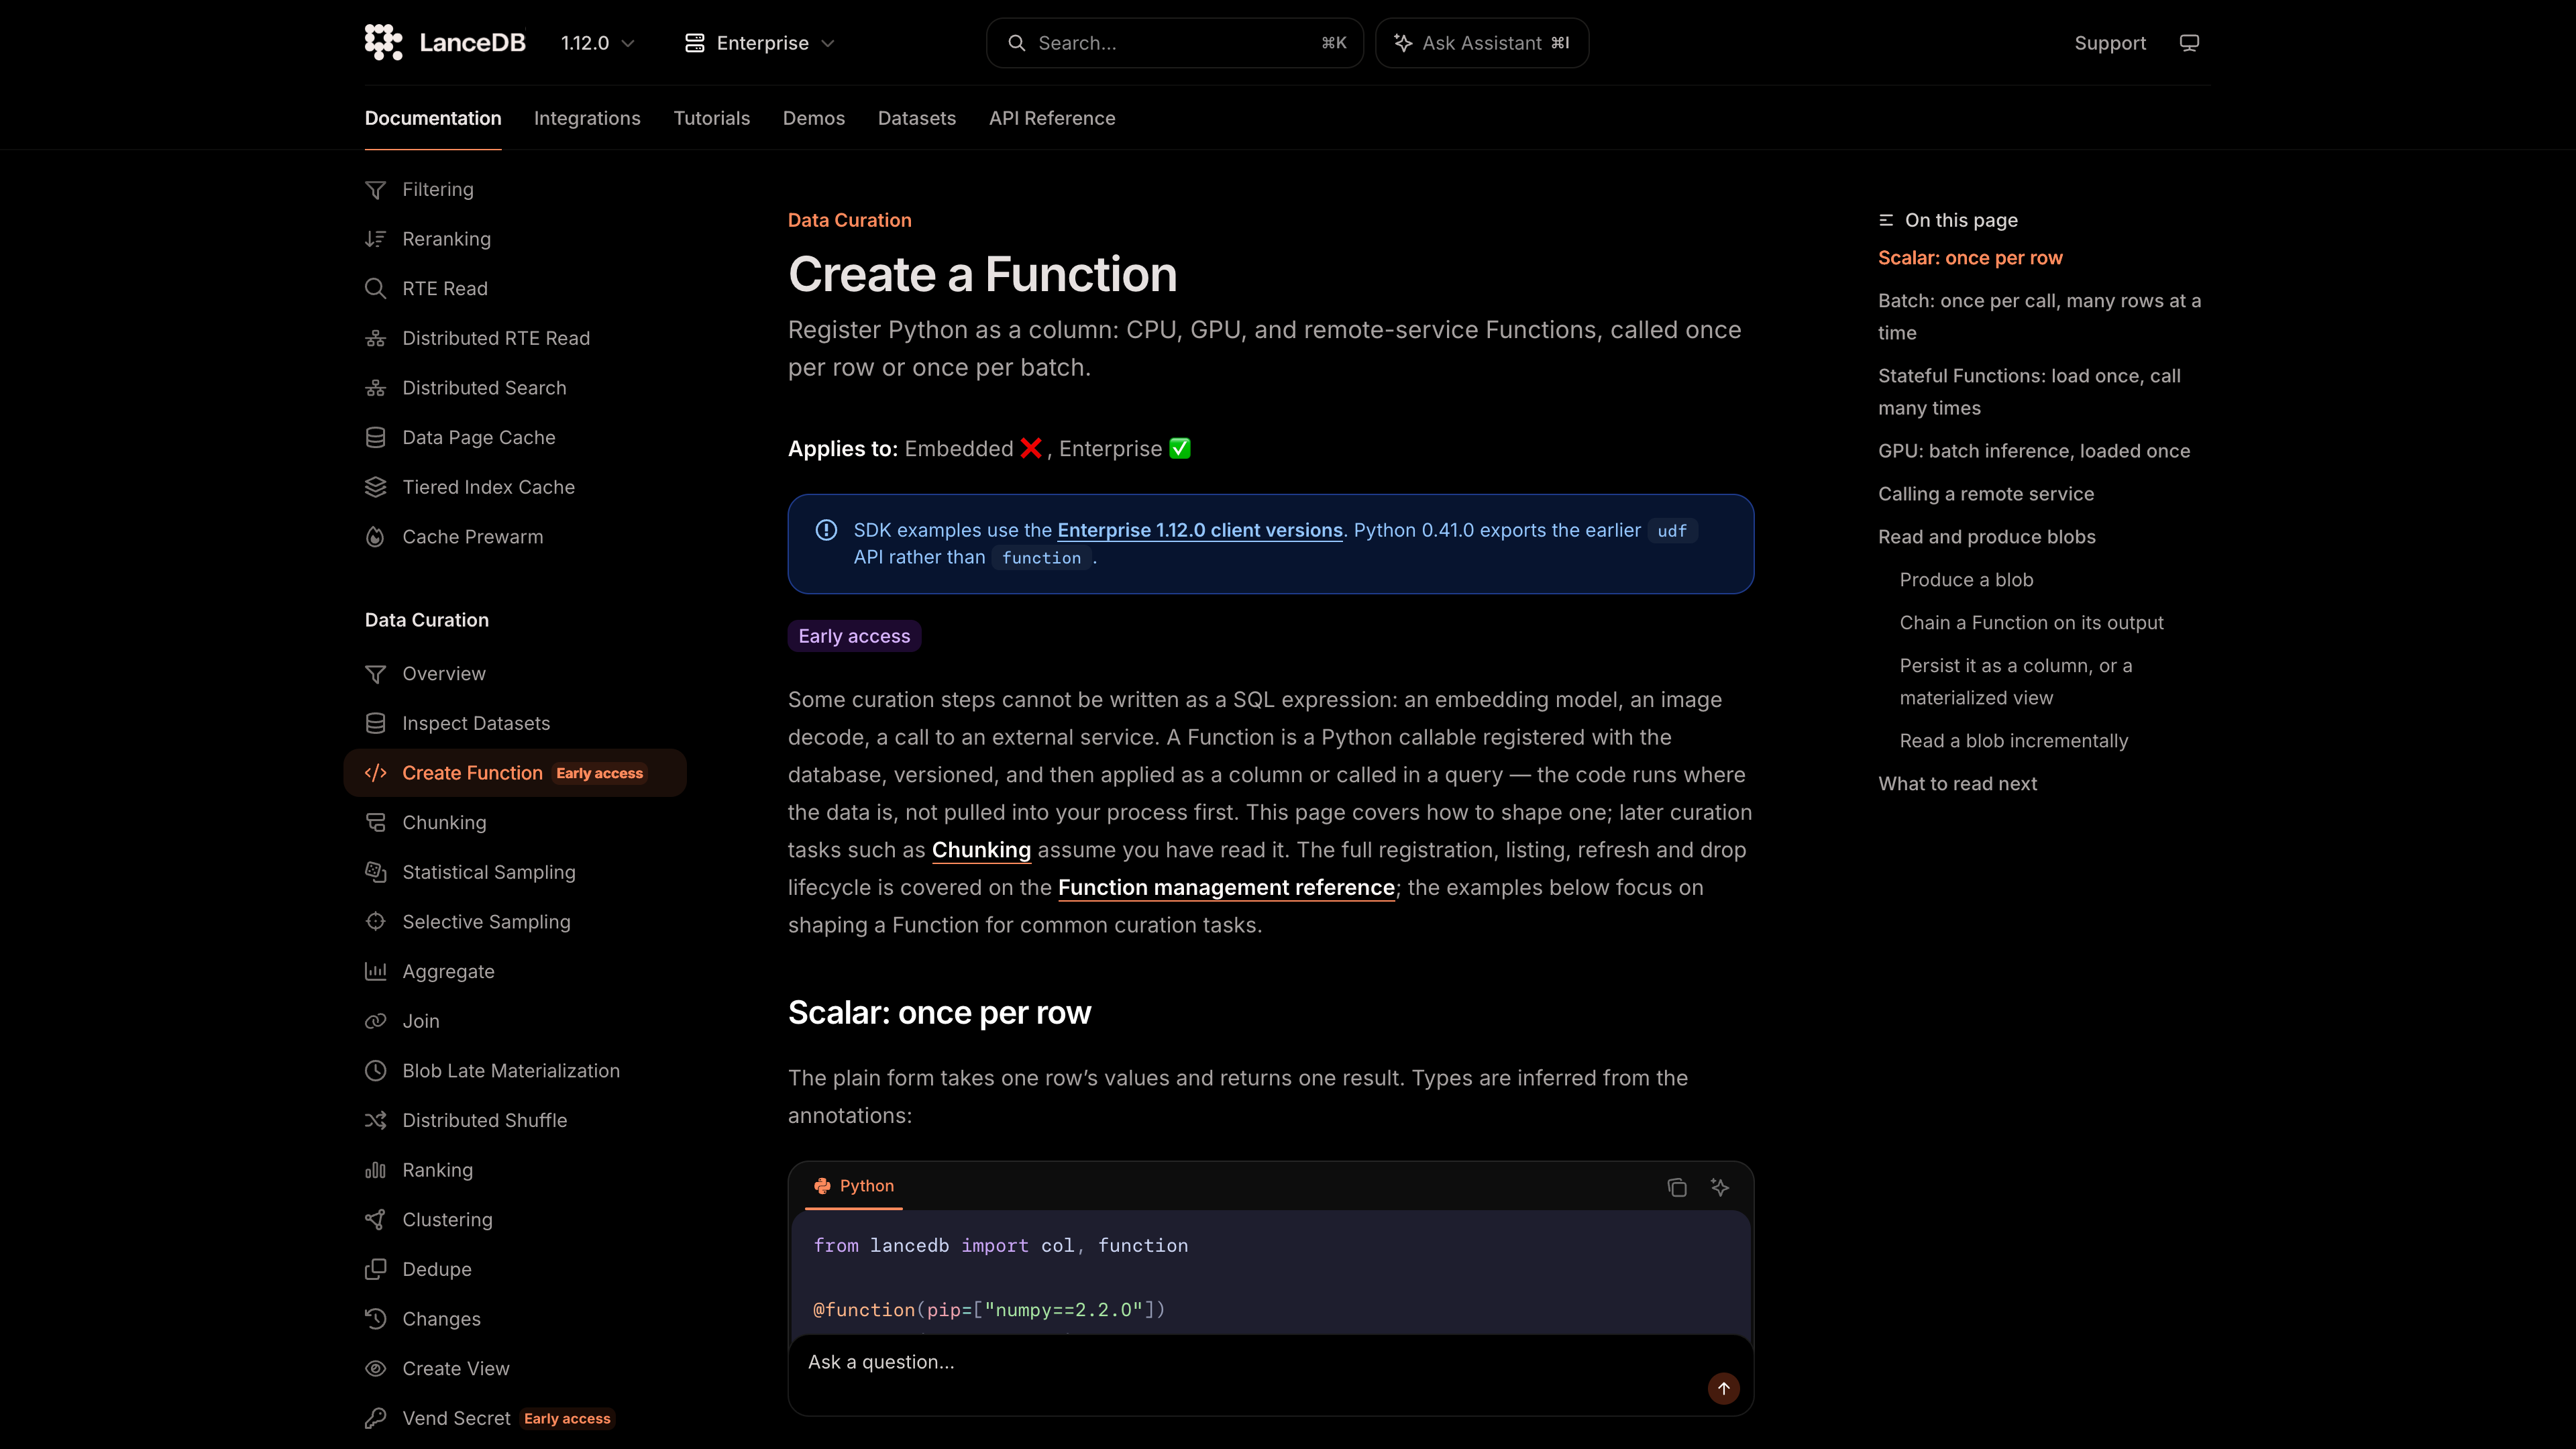 LanceDB
1.12.0
Enterprise
Search...
⌘K
Ask Assistant ⌘I
Support
Documentation
Integrations
Tutorials
Demos
Datasets
API Reference
Filtering
Reranking
RTE Read
Distributed RTE Read
Distributed Search
Data Page Cache
Tiered Index Cache
Cache Prewarm
Data Curation
Overview
Inspect Datasets
Create Function Early access
Chunking
Statistical Sampling
Selective Sampling
Aggregate
Join
Blob Late Materialization
Distributed Shuffle
Ranking
Clustering
Dedupe
Changes
Create View
Vend Secret Early access
Data Curation
Create a Function
Register Python as a column: CPU, GPU, and remote-service Functions, called once
per row or once per batch.
Applies to: Embedded ❌, Enterprise ✅
SDK examples use the Enterprise 1.12.0 client versions. Python 0.41.0 exports the earlier udf
API rather than function.
Early access
Some curation steps cannot be written as a SQL expression: an embedding model, an image
decode, a call to an external service. A Function is a Python callable registered with the
database, versioned, and then applied as a column or called in a query — the code runs where
the data is, not pulled into your process first. This page covers how to shape one; later curation
tasks such as Chunking assume you have read it. The full registration, listing, refresh and drop
lifecycle is covered on the Function management reference; the examples below focus on
shaping a Function for common curation tasks.
Scalar: once per row
The plain form takes one row’s values and returns one result. Types are inferred from the
annotations:
Python
from lancedb import col, function
@function(pip=["numpy==2.2.0"])
Ask a question...
On this page
Scalar: once per row
Batch: once per call, many rows at a
time
Stateful Functions: load once, call
many times
GPU: batch inference, loaded once
Calling a remote service
Read and produce blobs
Produce a blob
Chain a Function on its output
Persist it as a column, or a
materialized view
Read a blob incrementally
What to read next